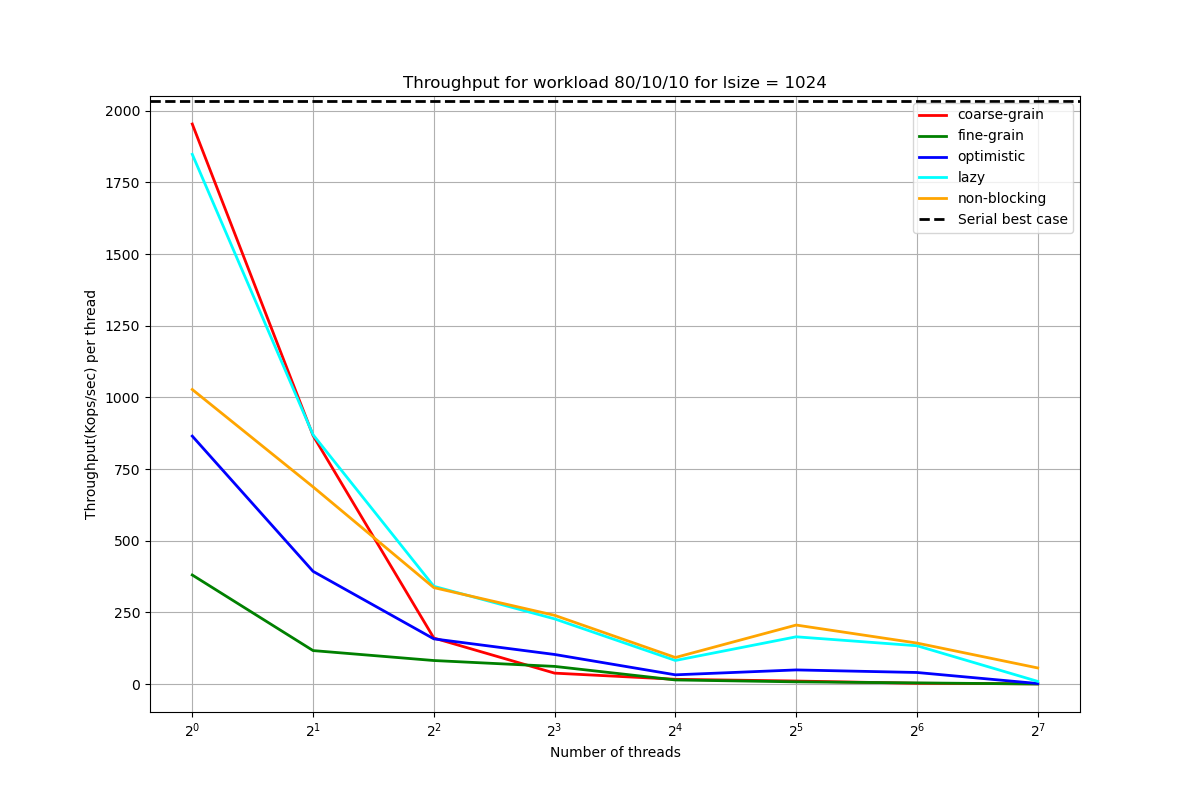 Throughput for workload 80/10/10 for lsize = 1024
2000
1750
1500
1250
1000
750
500
250
0
Throughput(Kops/sec) per thread
coarse-grain
fine-grain
optimistic
lazy
non-blocking
Serial best case
2⁰ 2¹ 2² 2³ 2⁴ 2⁵ 2⁶ 2⁷
Number of threads